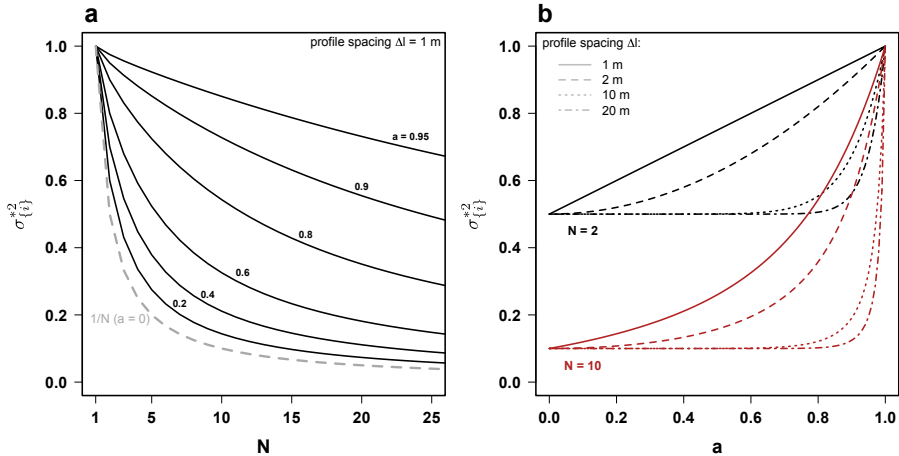 a
profile spacing Δl = 1 m
1.0
0.8
0.6
0.4
0.2
0.0
σ*²{i}
a = 0.95
0.9
0.8
0.6
0.4
0.2
1/N (a = 0)
1
5
10
15
20
25
N
b
profile spacing Δl:
1 m
2 m
10 m
20 m
1.0
0.8
0.6
0.4
0.2
0.0
σ*²{i}
N = 2
N = 10
0.0
0.2
0.4
0.6
0.8
1.0
a